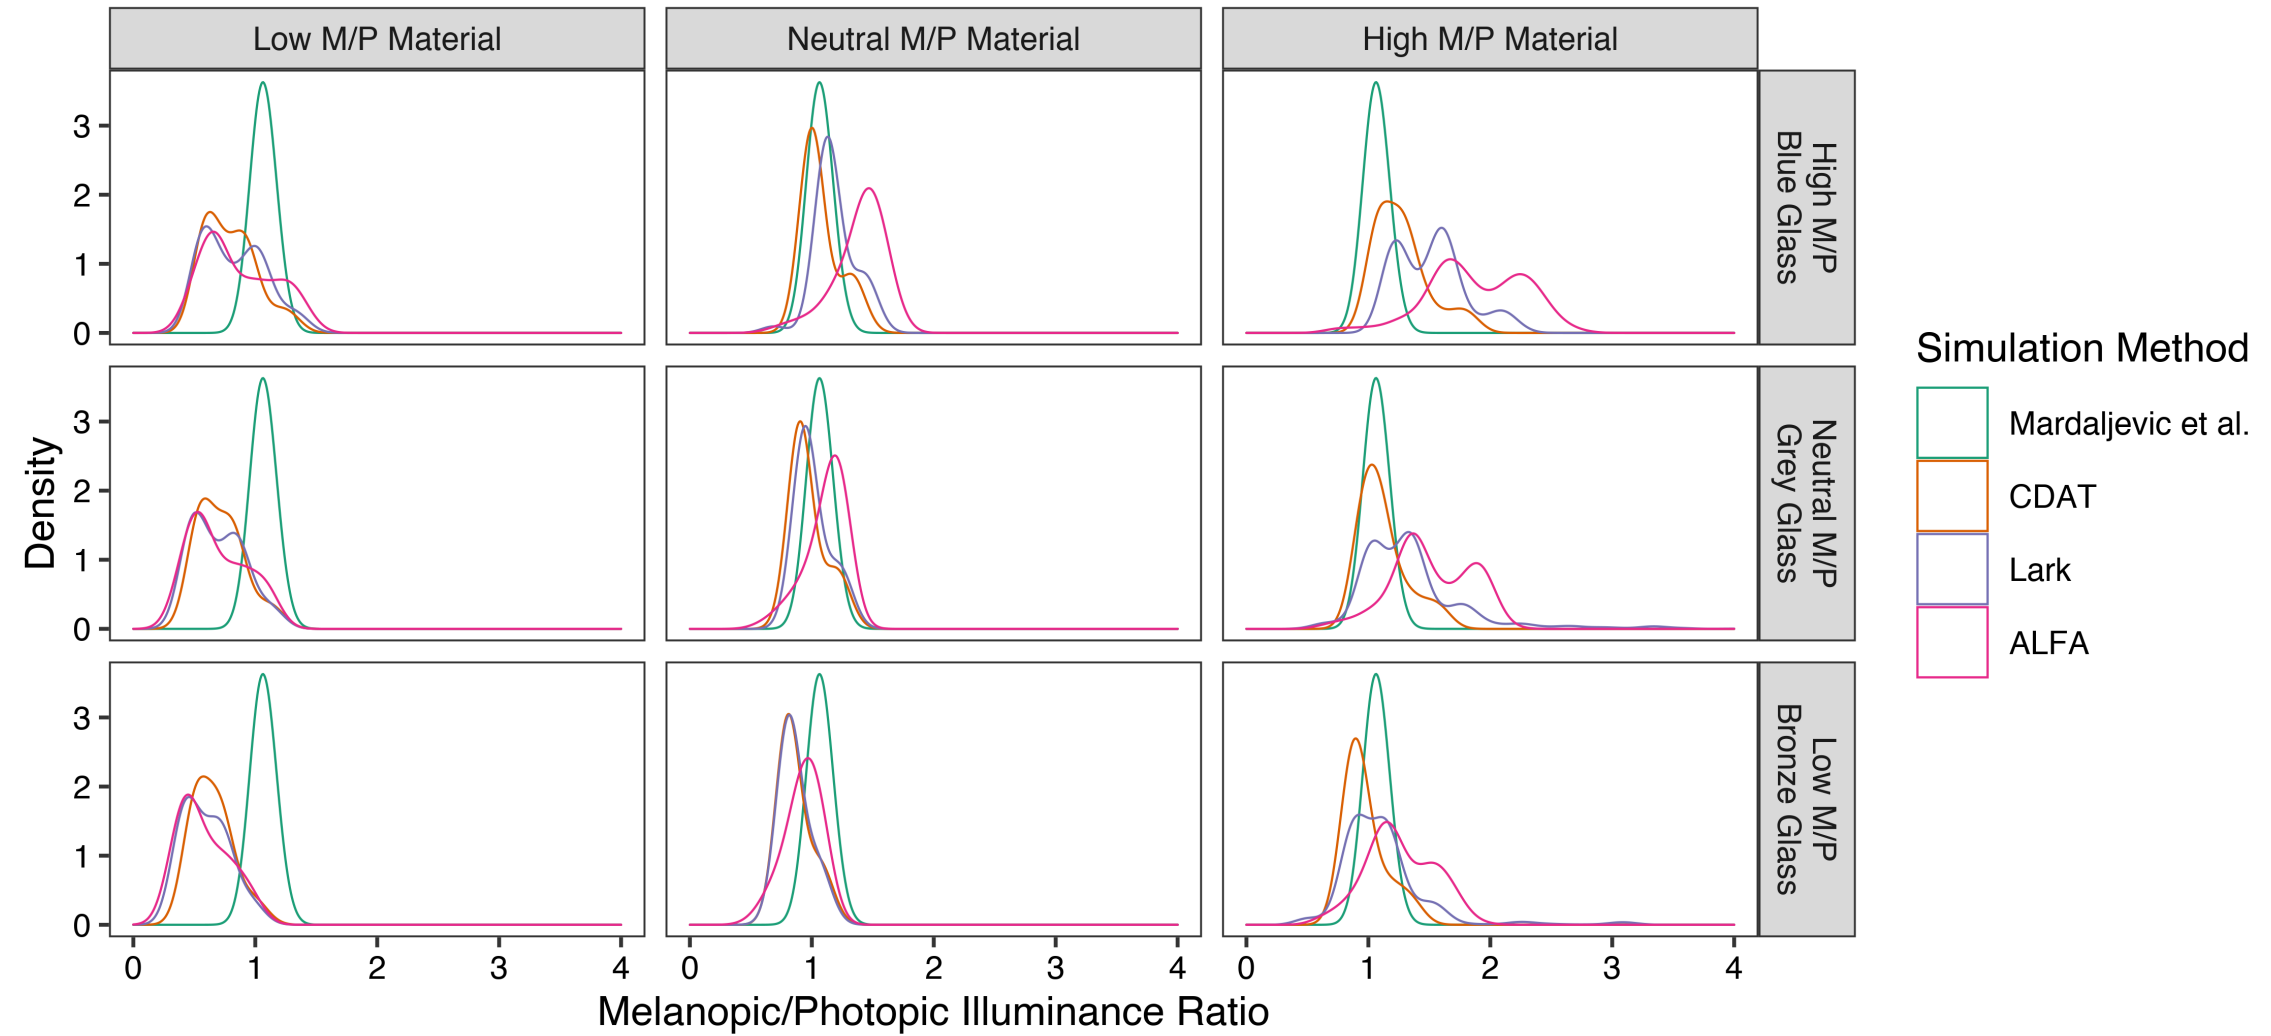 Low M/P Material
Neutral M/P Material
High M/P Material
High M/P
Blue Glass
Neutral M/P
Grey Glass
Low M/P
Bronze Glass
Density
3
2
1
0
3
2
1
0
3
2
1
0
0 1 2 3 4
0 1 2 3 4
0 1 2 3 4
Melanopic/Photopic Illuminance Ratio
Simulation Method
Mardaljevic et al.
CDAT
Lark
ALFA